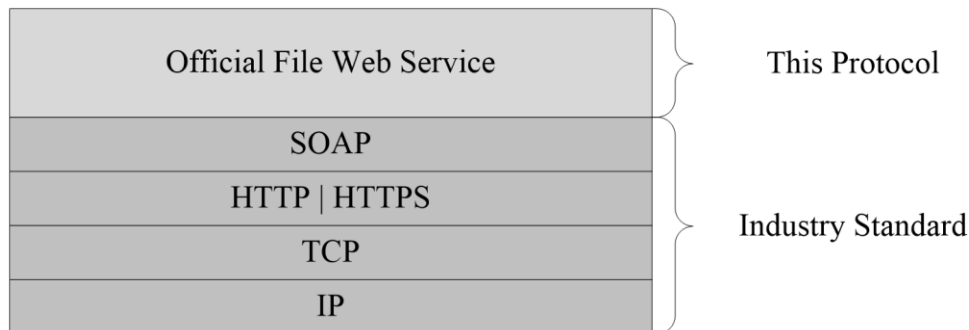 Official File Web Service
This Protocol
SOAP
HTTP | HTTPS
Industry Standard
TCP
IP